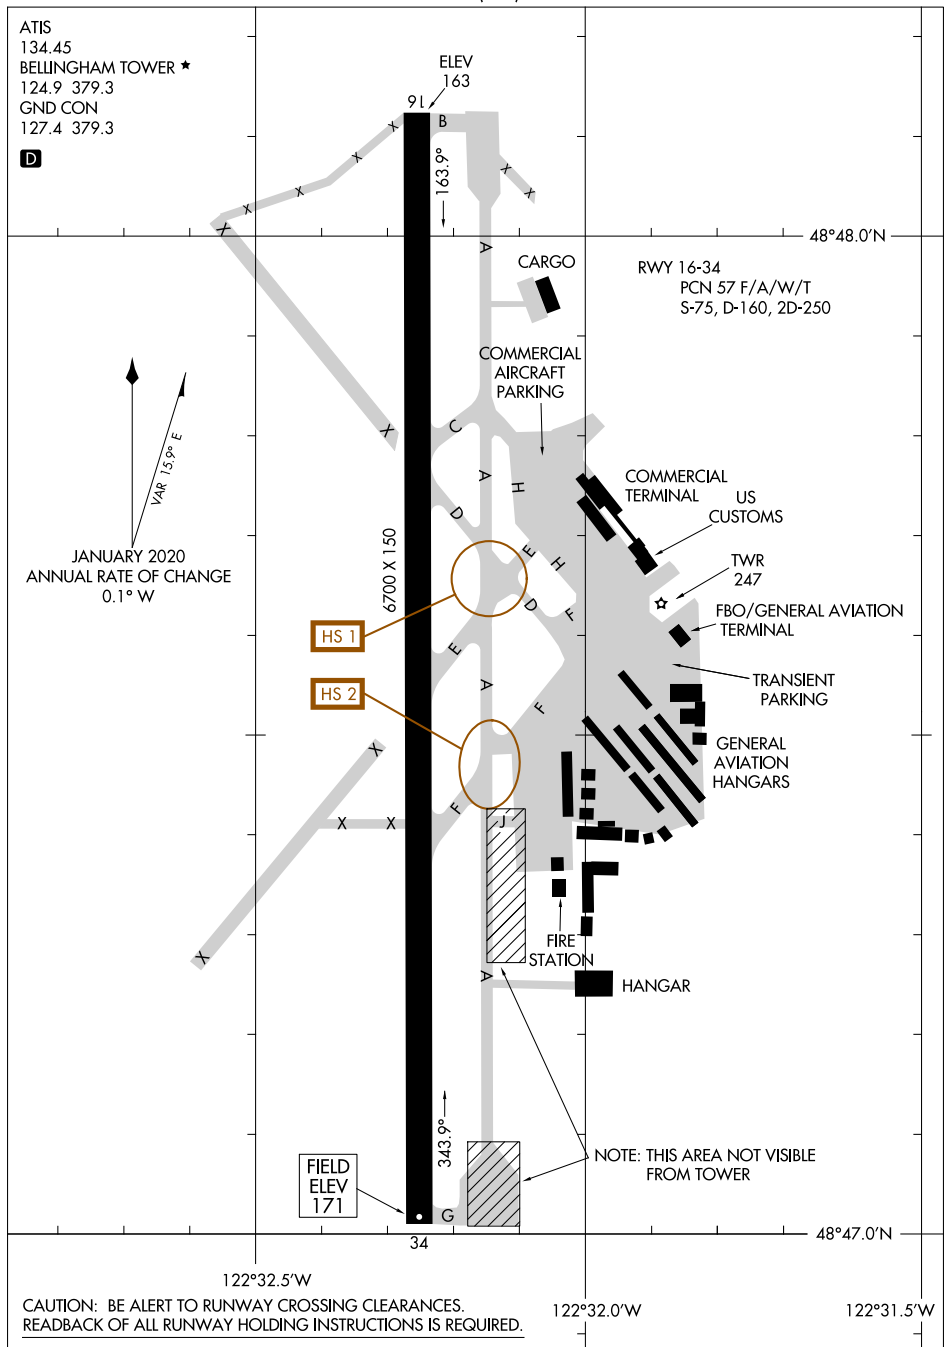 ATIS
134.45
BELLINGHAM TOWER ★
124.9 379.3
GND CON
127.4 379.3
D
ELEV
163
16
B
163.9°
X
X
X
X
X
X
X
A
48°48.0'N
CARGO
RWY 16-34
PCN 57 F/A/W/T
S-75, D-160, 2D-250
COMMERCIAL
AIRCRAFT
PARKING
VAR 15.9° E
JANUARY 2020
ANNUAL RATE OF CHANGE
0.1° W
X
C
A
H
D
E
H
D
F
COMMERCIAL
TERMINAL
US
CUSTOMS
TWR
247
FBO/GENERAL AVIATION
TERMINAL
6700 X 150
HS 1
HS 2
E
A
F
TRANSIENT
PARKING
GENERAL
AVIATION
HANGARS
X
X
X
F
J
X
FIRE
STATION
A
HANGAR
343.9°
NOTE: THIS AREA NOT VISIBLE
FROM TOWER
FIELD
ELEV
171
G
34
48°47.0'N
122°32.5'W
122°32.0'W
122°31.5'W
CAUTION: BE ALERT TO RUNWAY CROSSING CLEARANCES.
READBACK OF ALL RUNWAY HOLDING INSTRUCTIONS IS REQUIRED.